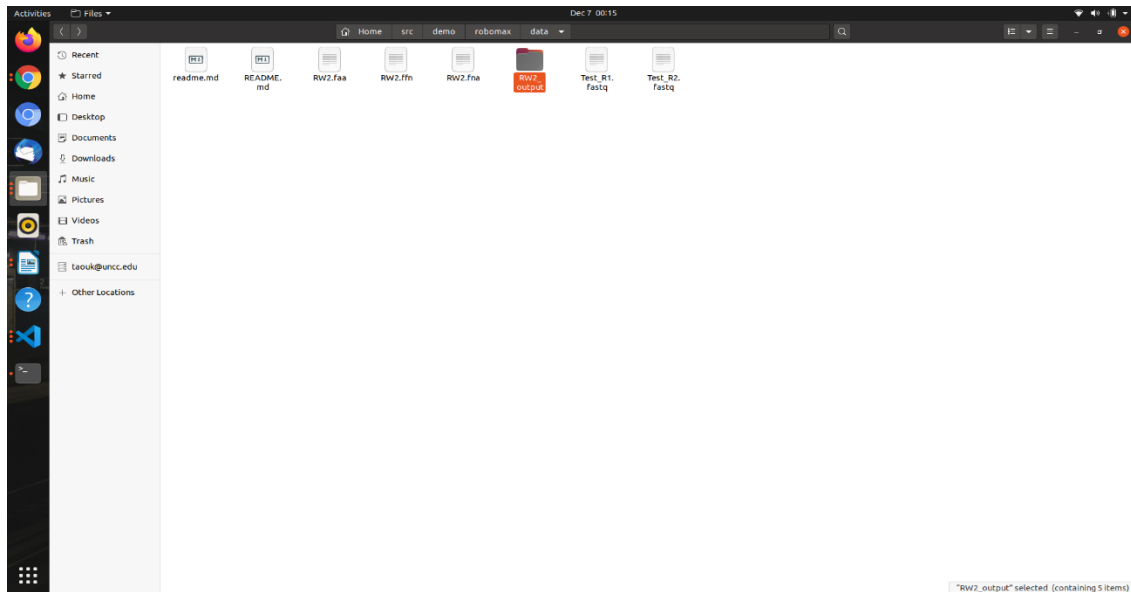 Activities
Files
Dec 7 00:15
Home src demo robomax data
Recent
Starred
Home
Desktop
Documents
Downloads
Music
Pictures
Videos
Trash
taouk@uncc.edu
+ Other Locations
readme.md
README.
md
RW2.faa
RW2.ffn
RW2.fna
RW2_
output
Test_R1.
fastq
Test_R2.
fastq
"RW2_output" selected (containing 5 items)